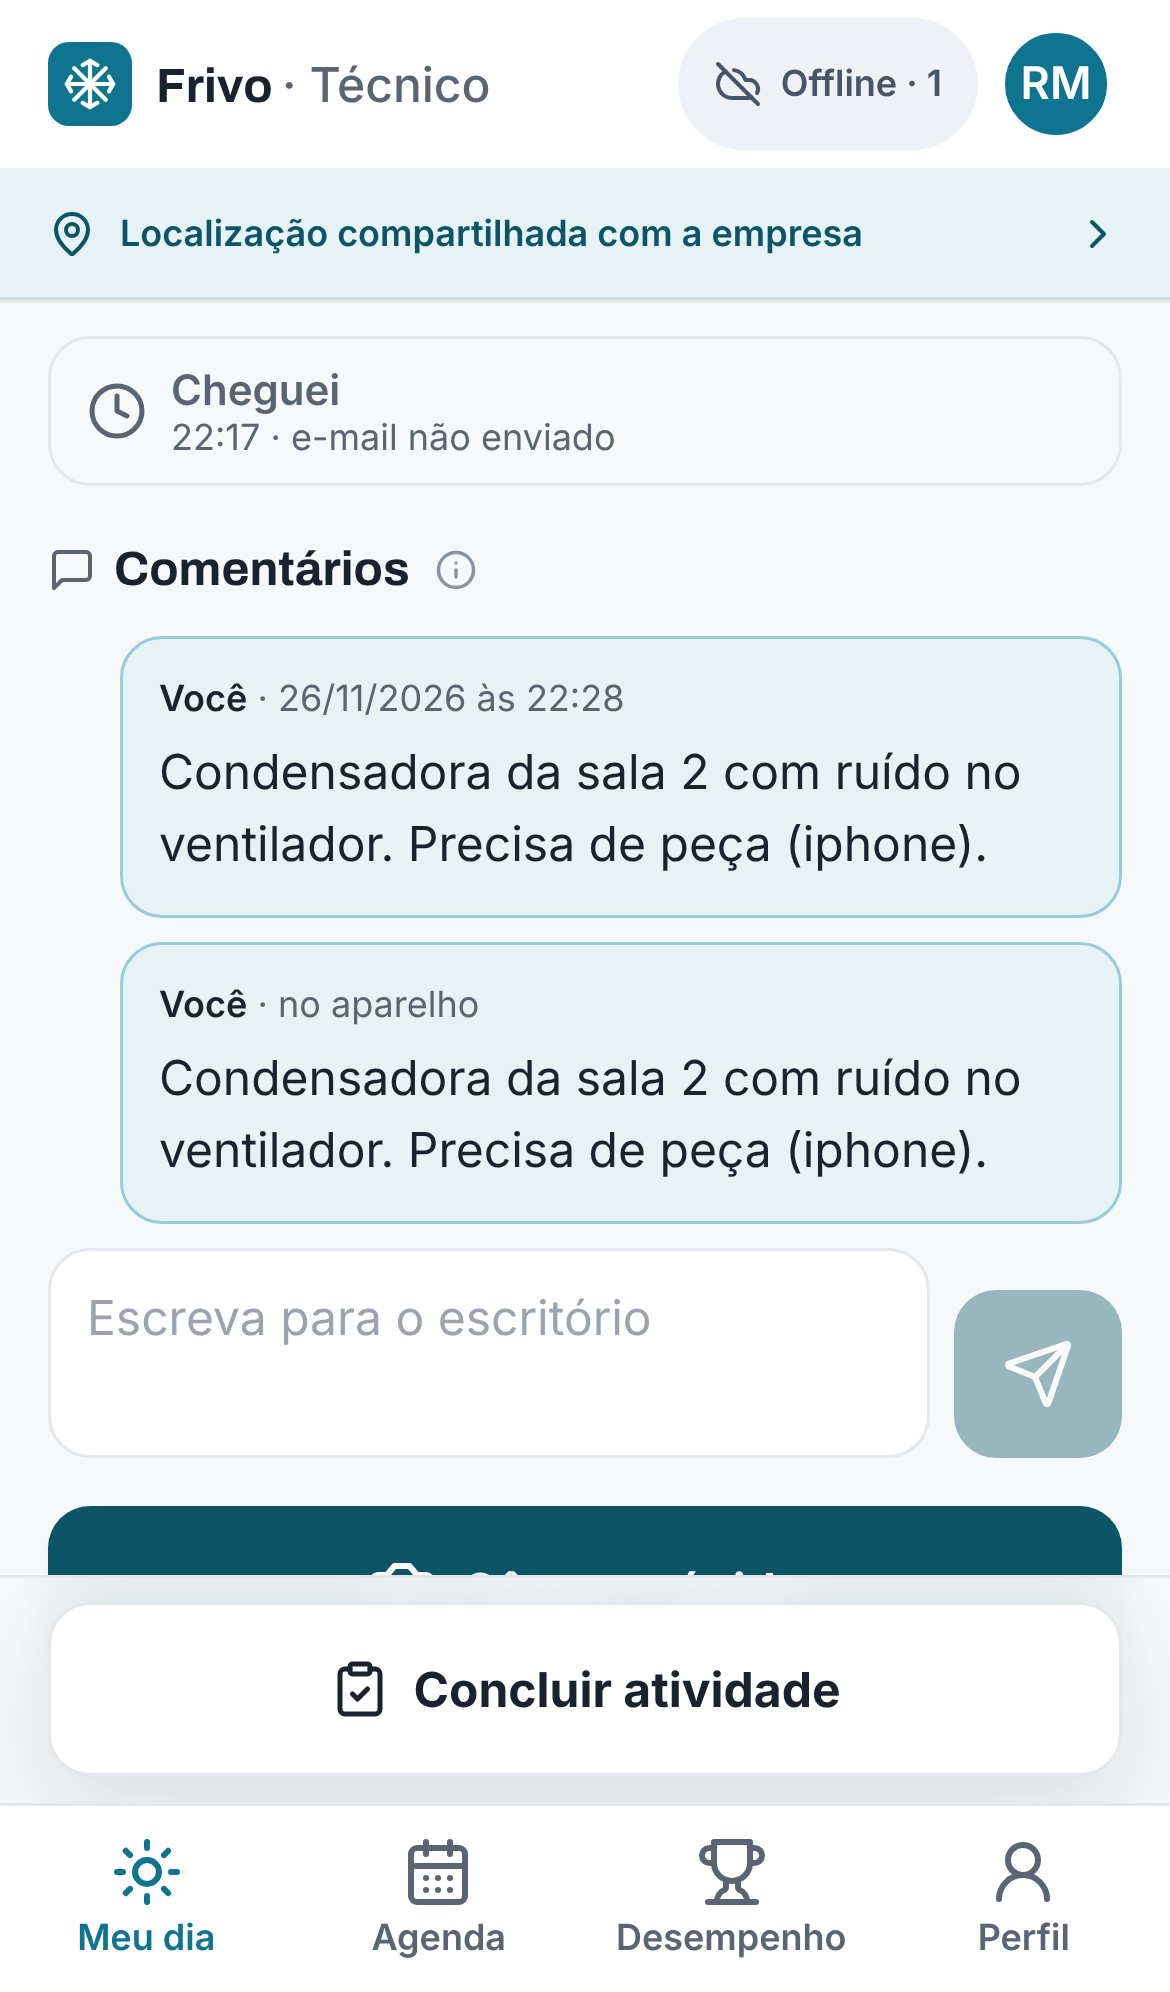 Frivo · Técnico
Offline · 1
RM
Localização compartilhada com a empresa
Cheguei
22:17 · e-mail não enviado
Comentários
Você · 26/11/2026 às 22:28
Condensadora da sala 2 com ruído no
ventilador. Precisa de peça (iphone).
Você · no aparelho
Condensadora da sala 2 com ruído no
ventilador. Precisa de peça (iphone).
Escreva para o escritório
Concluir atividade
Meu dia
Agenda
Desempenho
Perfil